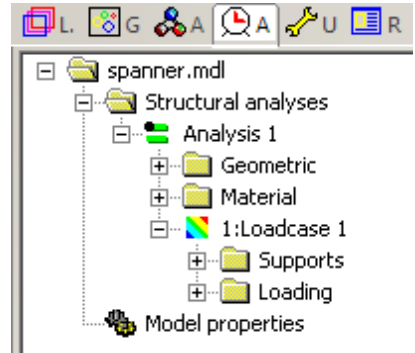 L. G A A U R
spanner.mdl
Structural analyses
Analysis 1
Geometric
Material
1:Loadcase 1
Supports
Loading
Model properties